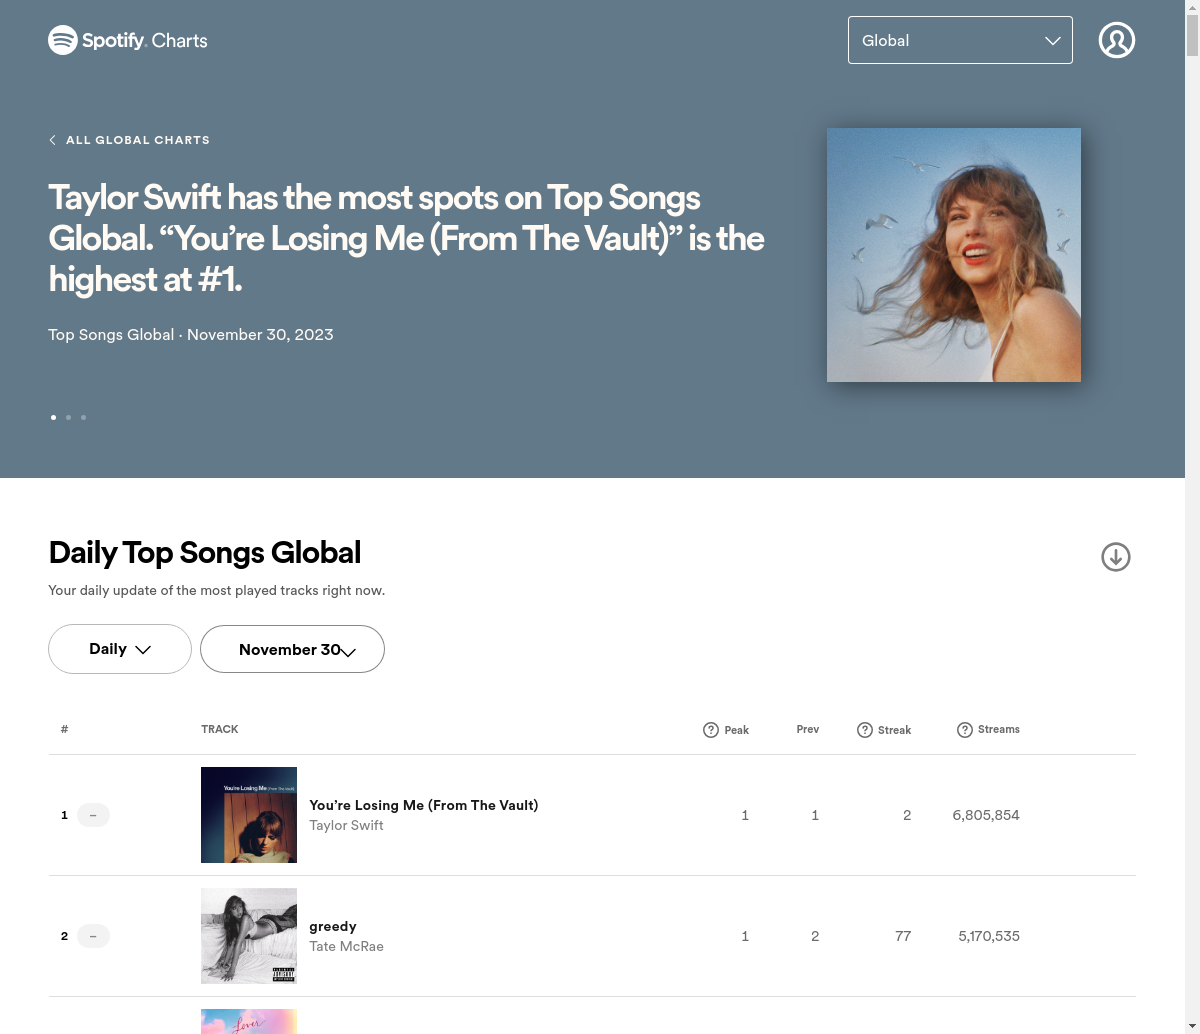 Spotify Charts
Global
ALL GLOBAL CHARTS
Taylor Swift has the most spots on Top Songs
Global. “You’re Losing Me (From The Vault)” is the
highest at #1.
Top Songs Global · November 30, 2023
Daily Top Songs Global
Your daily update of the most played tracks right now.
Daily
November 30
# TRACK ? Peak Prev ? Streak ? Streams
You're Losing Me (From The Vault)
1 – You’re Losing Me (From The Vault) 1 1 2 6,805,854
Taylor Swift
2 – greedy 1 2 77 5,170,535
Tate McRae
PARENTAL
ADVISORY
Lover